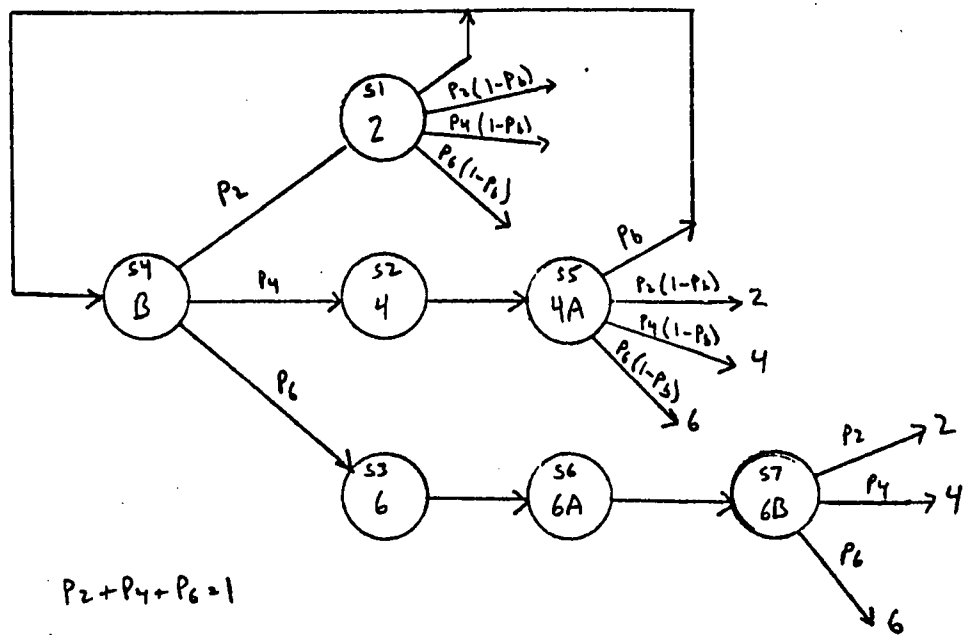 S1
2
P2(1-Pb)
P4(1-Pb)
P6(1-Pb)
P2
S4
B
P4
S2
4
S5
4A
Pb
P2(1-Pb)
2
P4(1-Pb)
4
P6(1-Pb)
6
P6
S3
6
S6
6A
S7
6B
P2
2
P4
4
P6
6
P2+P4+P6=1